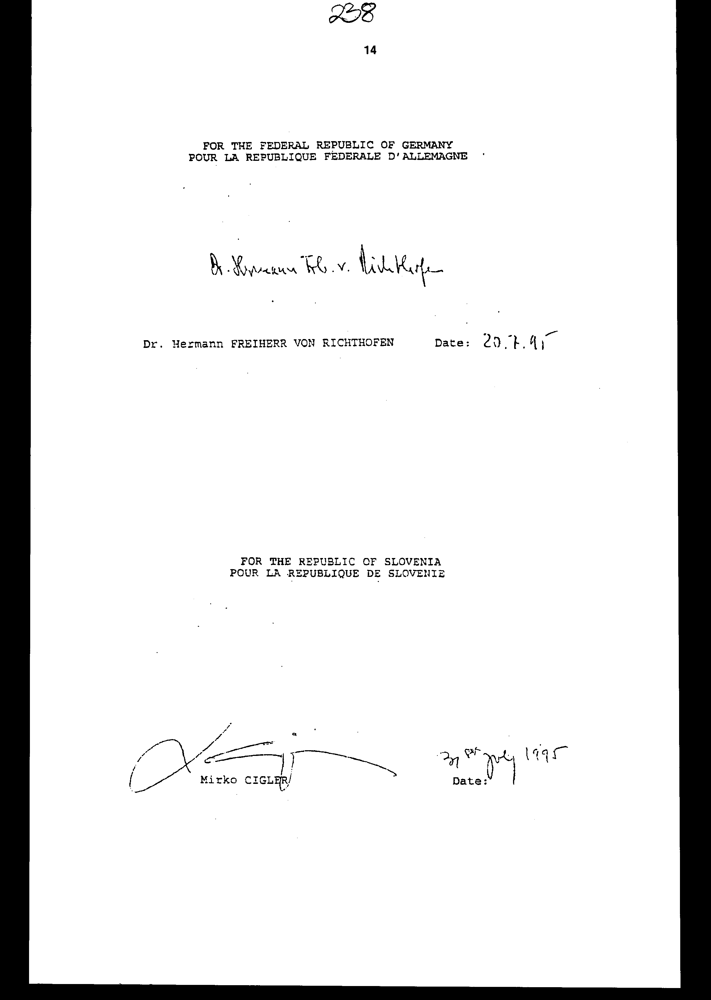 238
14
FOR THE FEDERAL REPUBLIC OF GERMANY
POUR LA REPUBLIQUE FEDERALE D'ALLEMAGNE
Dr. Hermann Frh. v. Richthofen
Dr. Hermann FREIHERR VON RICHTHOFEN Date: 20.7.95
FOR THE REPUBLIC OF SLOVENIA
POUR LA REPUBLIQUE DE SLOVENIE
July 1995
Mirko CIGLER Date: